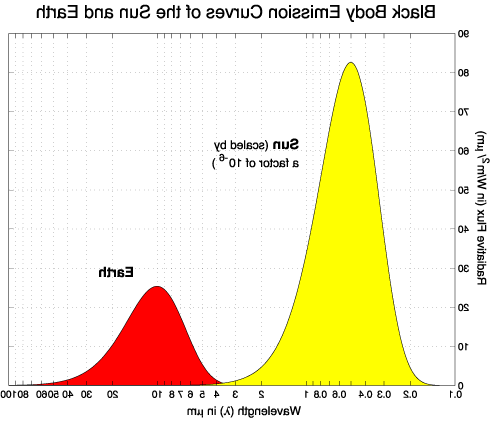 Black Body Emission Curves of the Sun and Earth
90
80
70
60
50
40
30
20
10
0
Radiative Flux (in W/m²/ μm)
Sun (scaled by
a factor of 10⁻⁶ )
Earth
0.1 0.2 0.3 0.4 0.6 0.8 1 2 3 4 5 6 7 8 10 20 30 40 50 60 80 100
Wavelength (λ) in μm